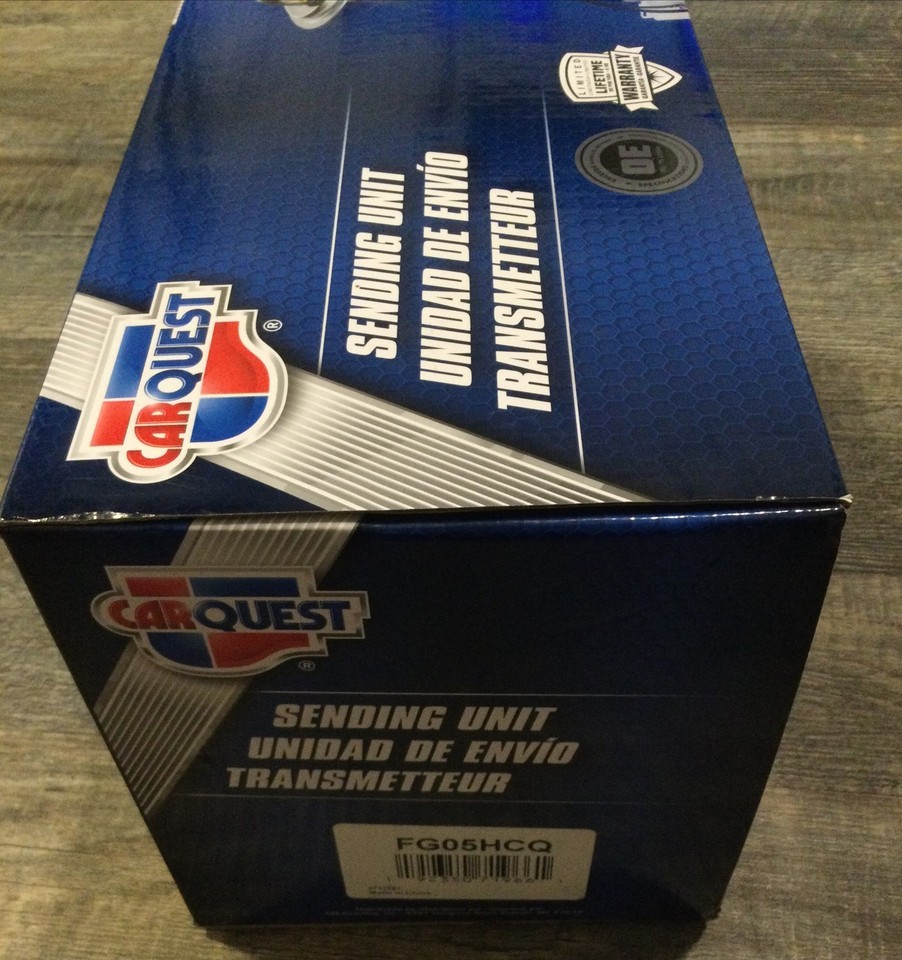 LIMITED
LIFETIME
WARRANTY
OE
SENDING UNIT
UNIDAD DE ENVÍO
TRANSMETTEUR
CARQUEST
®
CARQUEST
®
SENDING UNIT
UNIDAD DE ENVÍO
TRANSMETTEUR
FG05HCQ